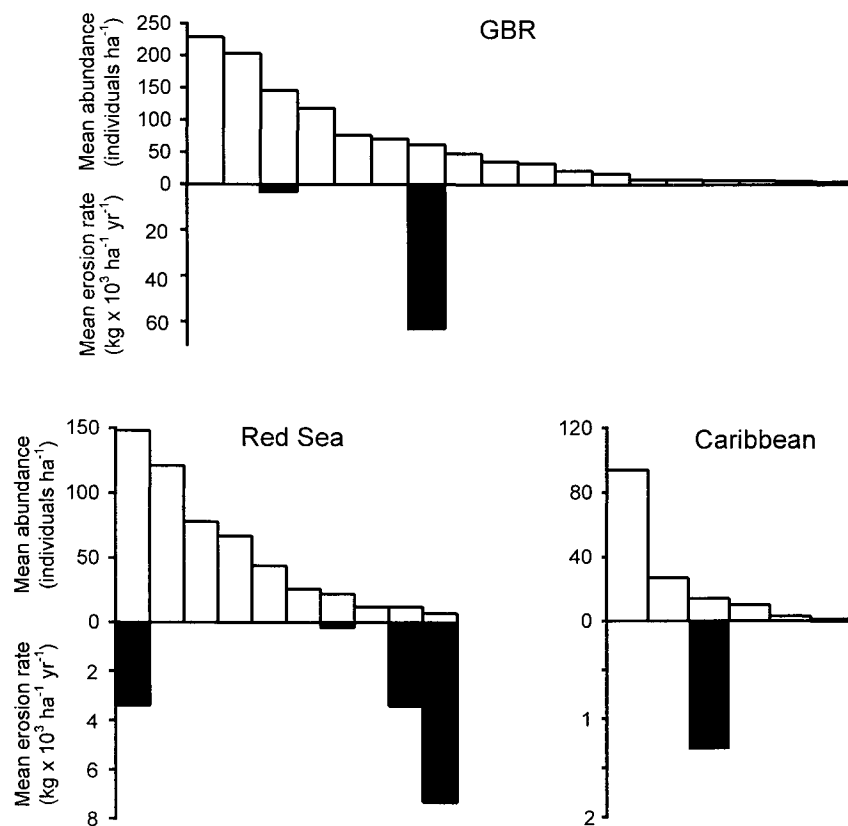 GBR
Mean abundance
(individuals ha⁻¹)
250
200
150
100
50
0
Mean erosion rate
(kg x 10³ ha⁻¹ yr⁻¹)
20
40
60
Red Sea
Mean abundance
(individuals ha⁻¹)
150
100
50
0
Mean erosion rate
(kg x 10³ ha⁻¹ yr⁻¹)
2
4
6
8
Caribbean
120
80
40
0
1
2